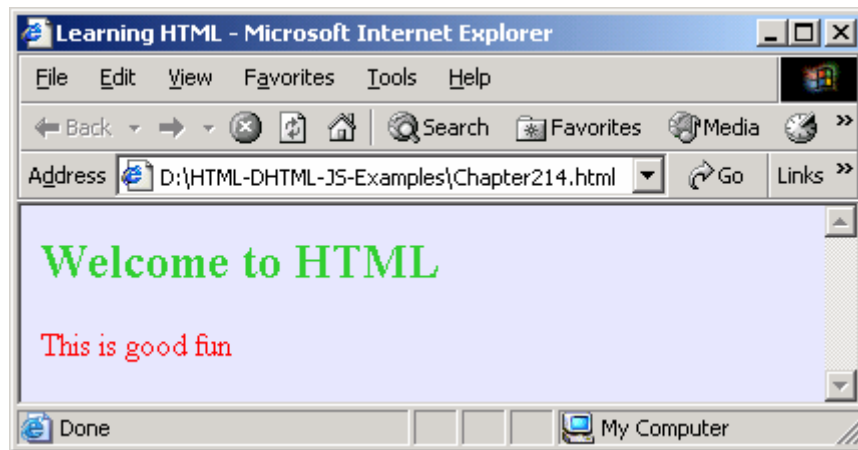 Learning HTML - Microsoft Internet Explorer
File Edit View Favorites Tools Help
Back Search Favorites Media »
Address D:\HTML-DHTML-JS-Examples\Chapter214.html Go Links »
Welcome to HTML
This is good fun
Done My Computer